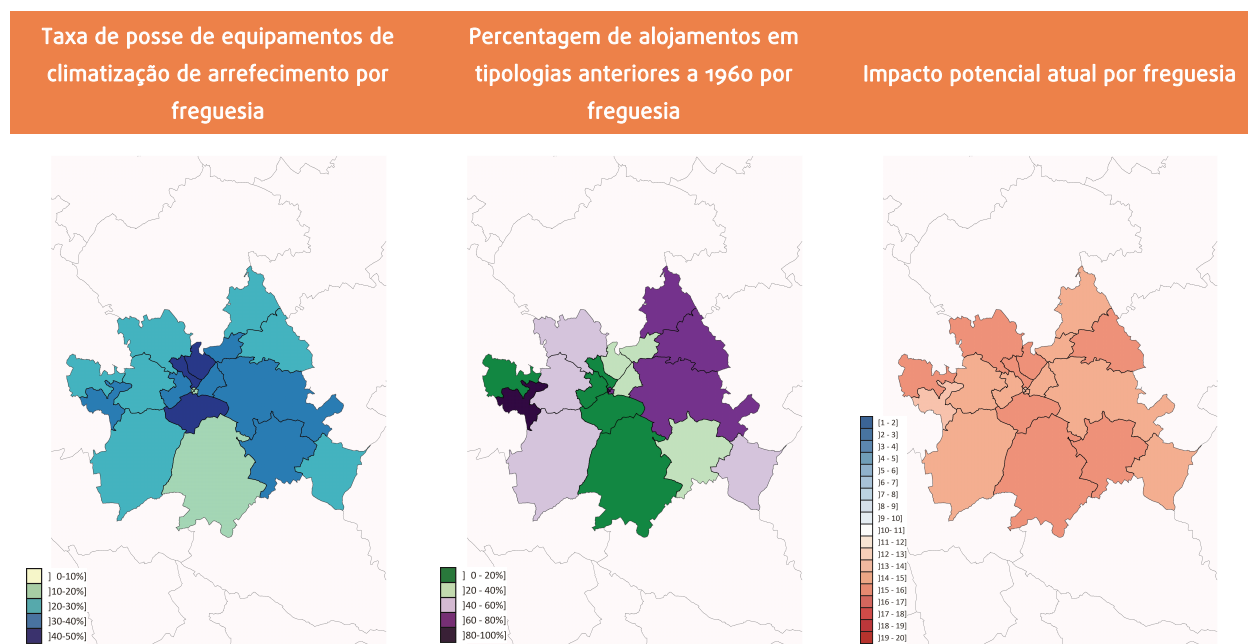 Taxa de posse de equipamentos de
climatização de arrefecimento por
freguesia
Percentagem de alojamentos em
tipologias anteriores a 1960 por
freguesia
Impacto potencial atual por freguesia
] 0-10%]
]10-20%]
]20-30%]
]30-40%]
]40-50%]
] 0 - 20%]
]20 - 40%]
]40 - 60%]
]60 - 80%]
]80-100%]
]1 - 2]
]2 - 3]
]3 - 4]
]4 - 5]
]5 - 6]
]6 - 7]
]7 - 8]
]8 - 9]
]9 - 10]
]10 - 11]
]11 - 12]
]12 - 13]
]13 - 14]
]14 - 15]
]15 - 16]
]16 - 17]
]17 - 18]
]18 - 19]
]19 - 20]